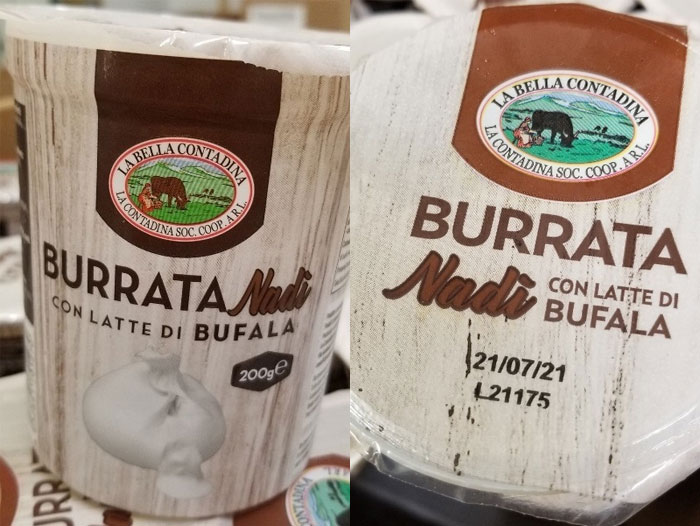 LA BELLA CONTADINA
LA CONTADINA SOC. COOP. A R.L.
BURRATA Nadì
CON LATTE DI BUFALA
200g e
BURRATA
LA BELLA CONTADINA
LA CONTADINA SOC. COOP. A R.L.
BURRATA
Nadì CON LATTE DI
BUFALA
21/07/21
L21175